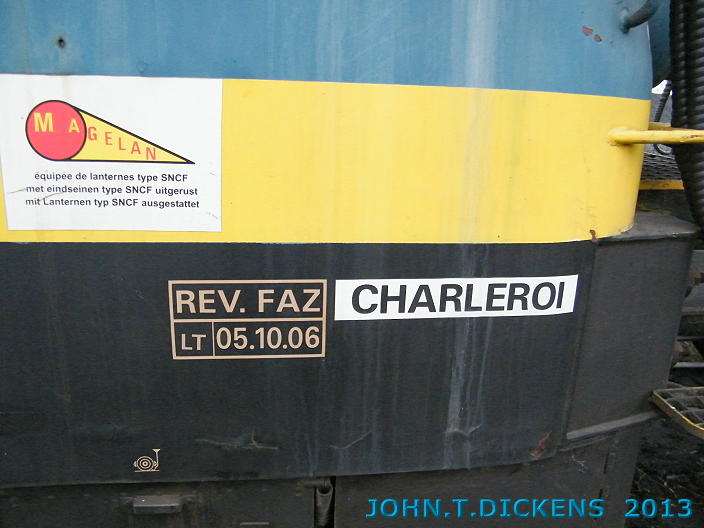 MAGELAN
équipée de lanternes type SNCF
met eindseinen type SNCF uitgerust
mit Lanternen typ SNCF ausgestattet
REV. FAZ
LT 05.10.06
CHARLEROI
JOHN.T.DICKENS 2013